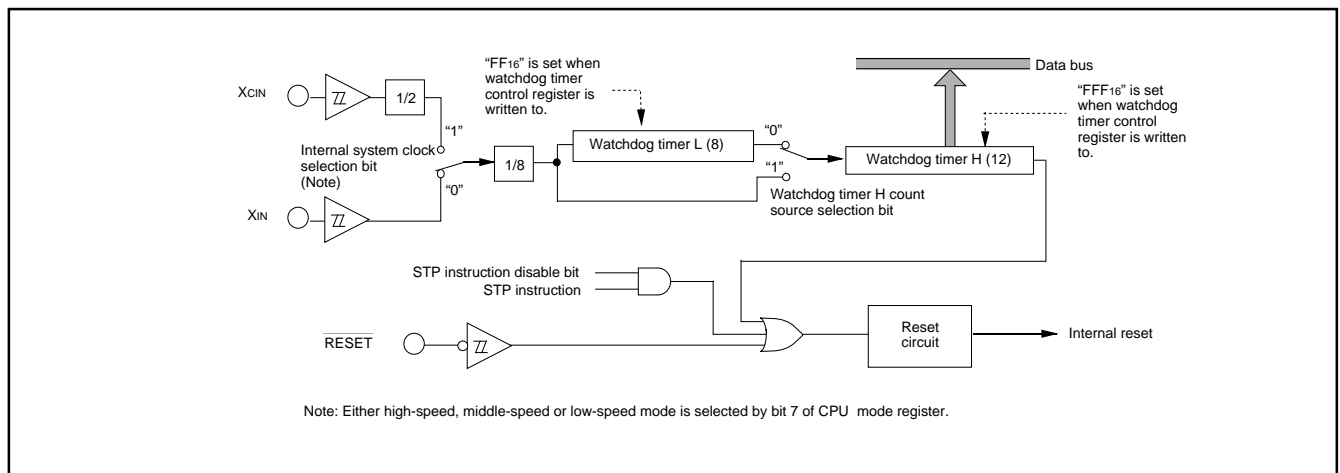 XCIN
1/2
“1”
Internal system clock
selection bit
(Note)
“0”
XIN
1/8
“FF16” is set when
watchdog timer
control register is
written to.
Watchdog timer L (8)
“0”
“1”
Watchdog timer H count
source selection bit
Data bus
“FFF16” is set
when watchdog
timer control
register is written
to.
Watchdog timer H (12)
STP instruction disable bit
STP instruction
RESET
Reset
circuit
Internal reset
Note: Either high-speed, middle-speed or low-speed mode is selected by bit 7 of CPU mode register.